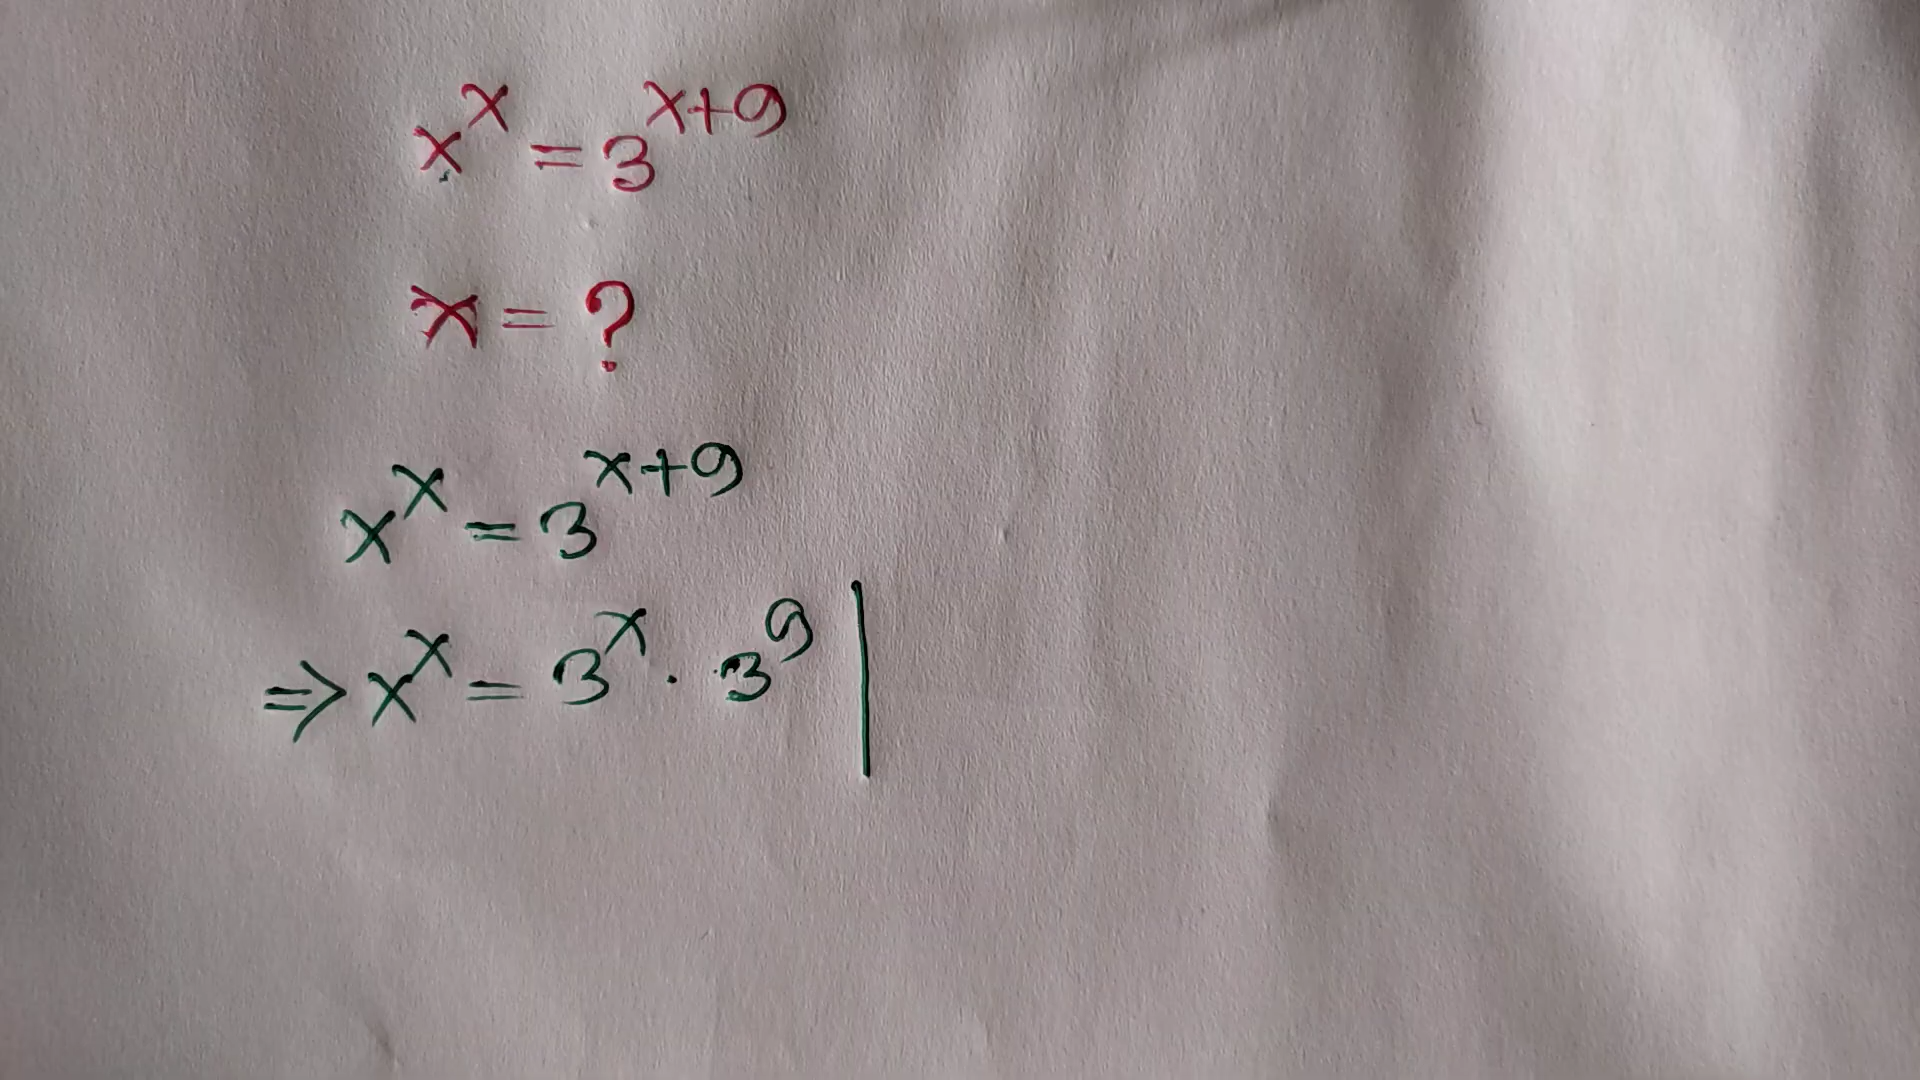 x^x = 3^(x+9)
x = ?
x^x = 3^(x+9)
⇒ x^x = 3^x · 3^9 |